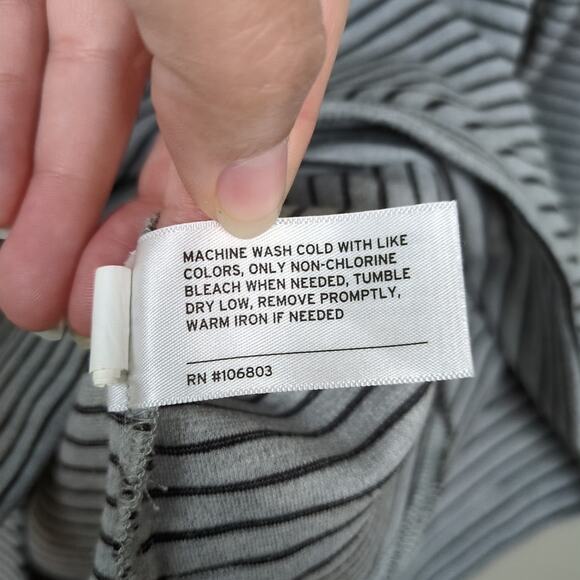 MACHINE WASH COLD WITH LIKE
COLORS, ONLY NON-CHLORINE
BLEACH WHEN NEEDED, TUMBLE
DRY LOW, REMOVE PROMPTLY,
WARM IRON IF NEEDED
RN #106803